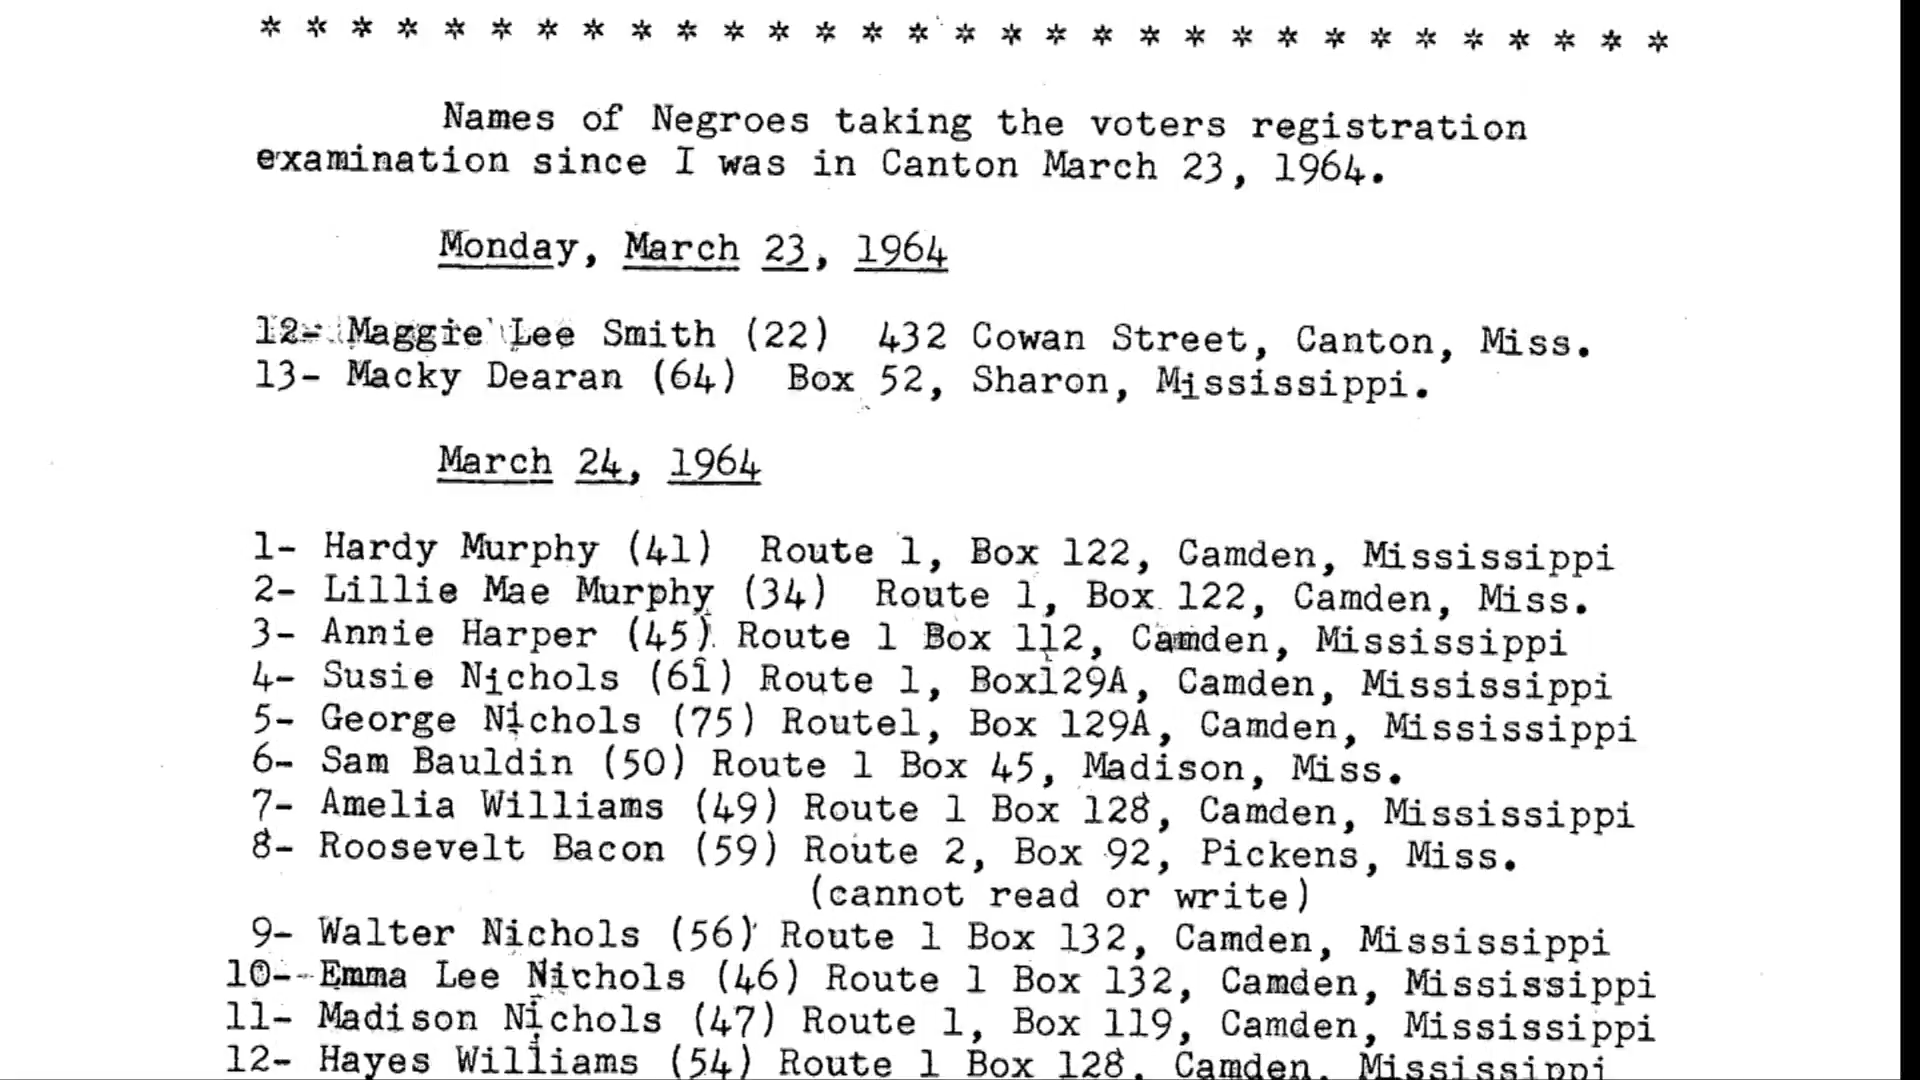 * * * * * * * * * * * * * * * * * * * * * * * * * * * * * * *
Names of Negroes taking the voters registration
examination since I was in Canton March 23, 1964.
Monday, March 23, 1964
12- Maggie Lee Smith (22) 432 Cowan Street, Canton, Miss.
13- Macky Dearan (64) Box 52, Sharon, Mississippi.
March 24, 1964
1- Hardy Murphy (41) Route 1, Box 122, Camden, Mississippi
2- Lillie Mae Murphy (34) Route 1, Box 122, Camden, Miss.
3- Annie Harper (45) Route 1 Box 112, Camden, Mississippi
4- Susie Nichols (61) Route 1, Box129A, Camden, Mississippi
5- George Nichols (75) Route1, Box 129A, Camden, Mississippi
6- Sam Bauldin (50) Route 1 Box 45, Madison, Miss.
7- Amelia Williams (49) Route 1 Box 128, Camden, Mississippi
8- Roosevelt Bacon (59) Route 2, Box 92, Pickens, Miss.
(cannot read or write)
9- Walter Nichols (56) Route 1 Box 132, Camden, Mississippi
10- Emma Lee Nichols (46) Route 1 Box 132, Camden, Mississippi
11- Madison Nichols (47) Route 1, Box 119, Camden, Mississippi
12- Hayes Williams (54) Route 1 Box 128, Camden, Mississippi